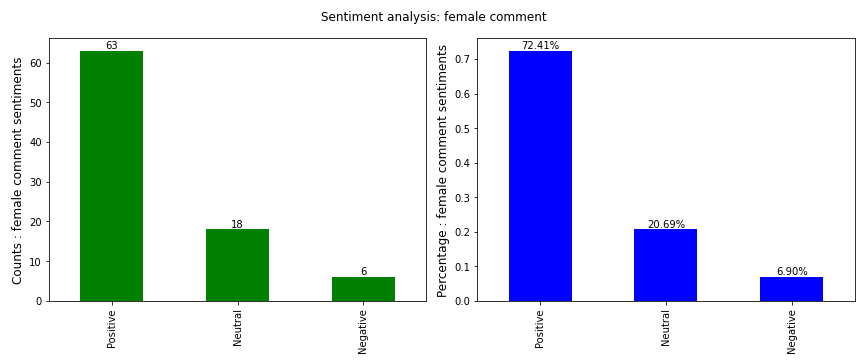 Sentiment analysis: female comment
Counts : female comment sentiments
60
50
40
30
20
10
0
63
18
6
Positive
Neutral
Negative
Percentage : female comment sentiments
0.7
0.6
0.5
0.4
0.3
0.2
0.1
0.0
72.41%
20.69%
6.90%
Positive
Neutral
Negative